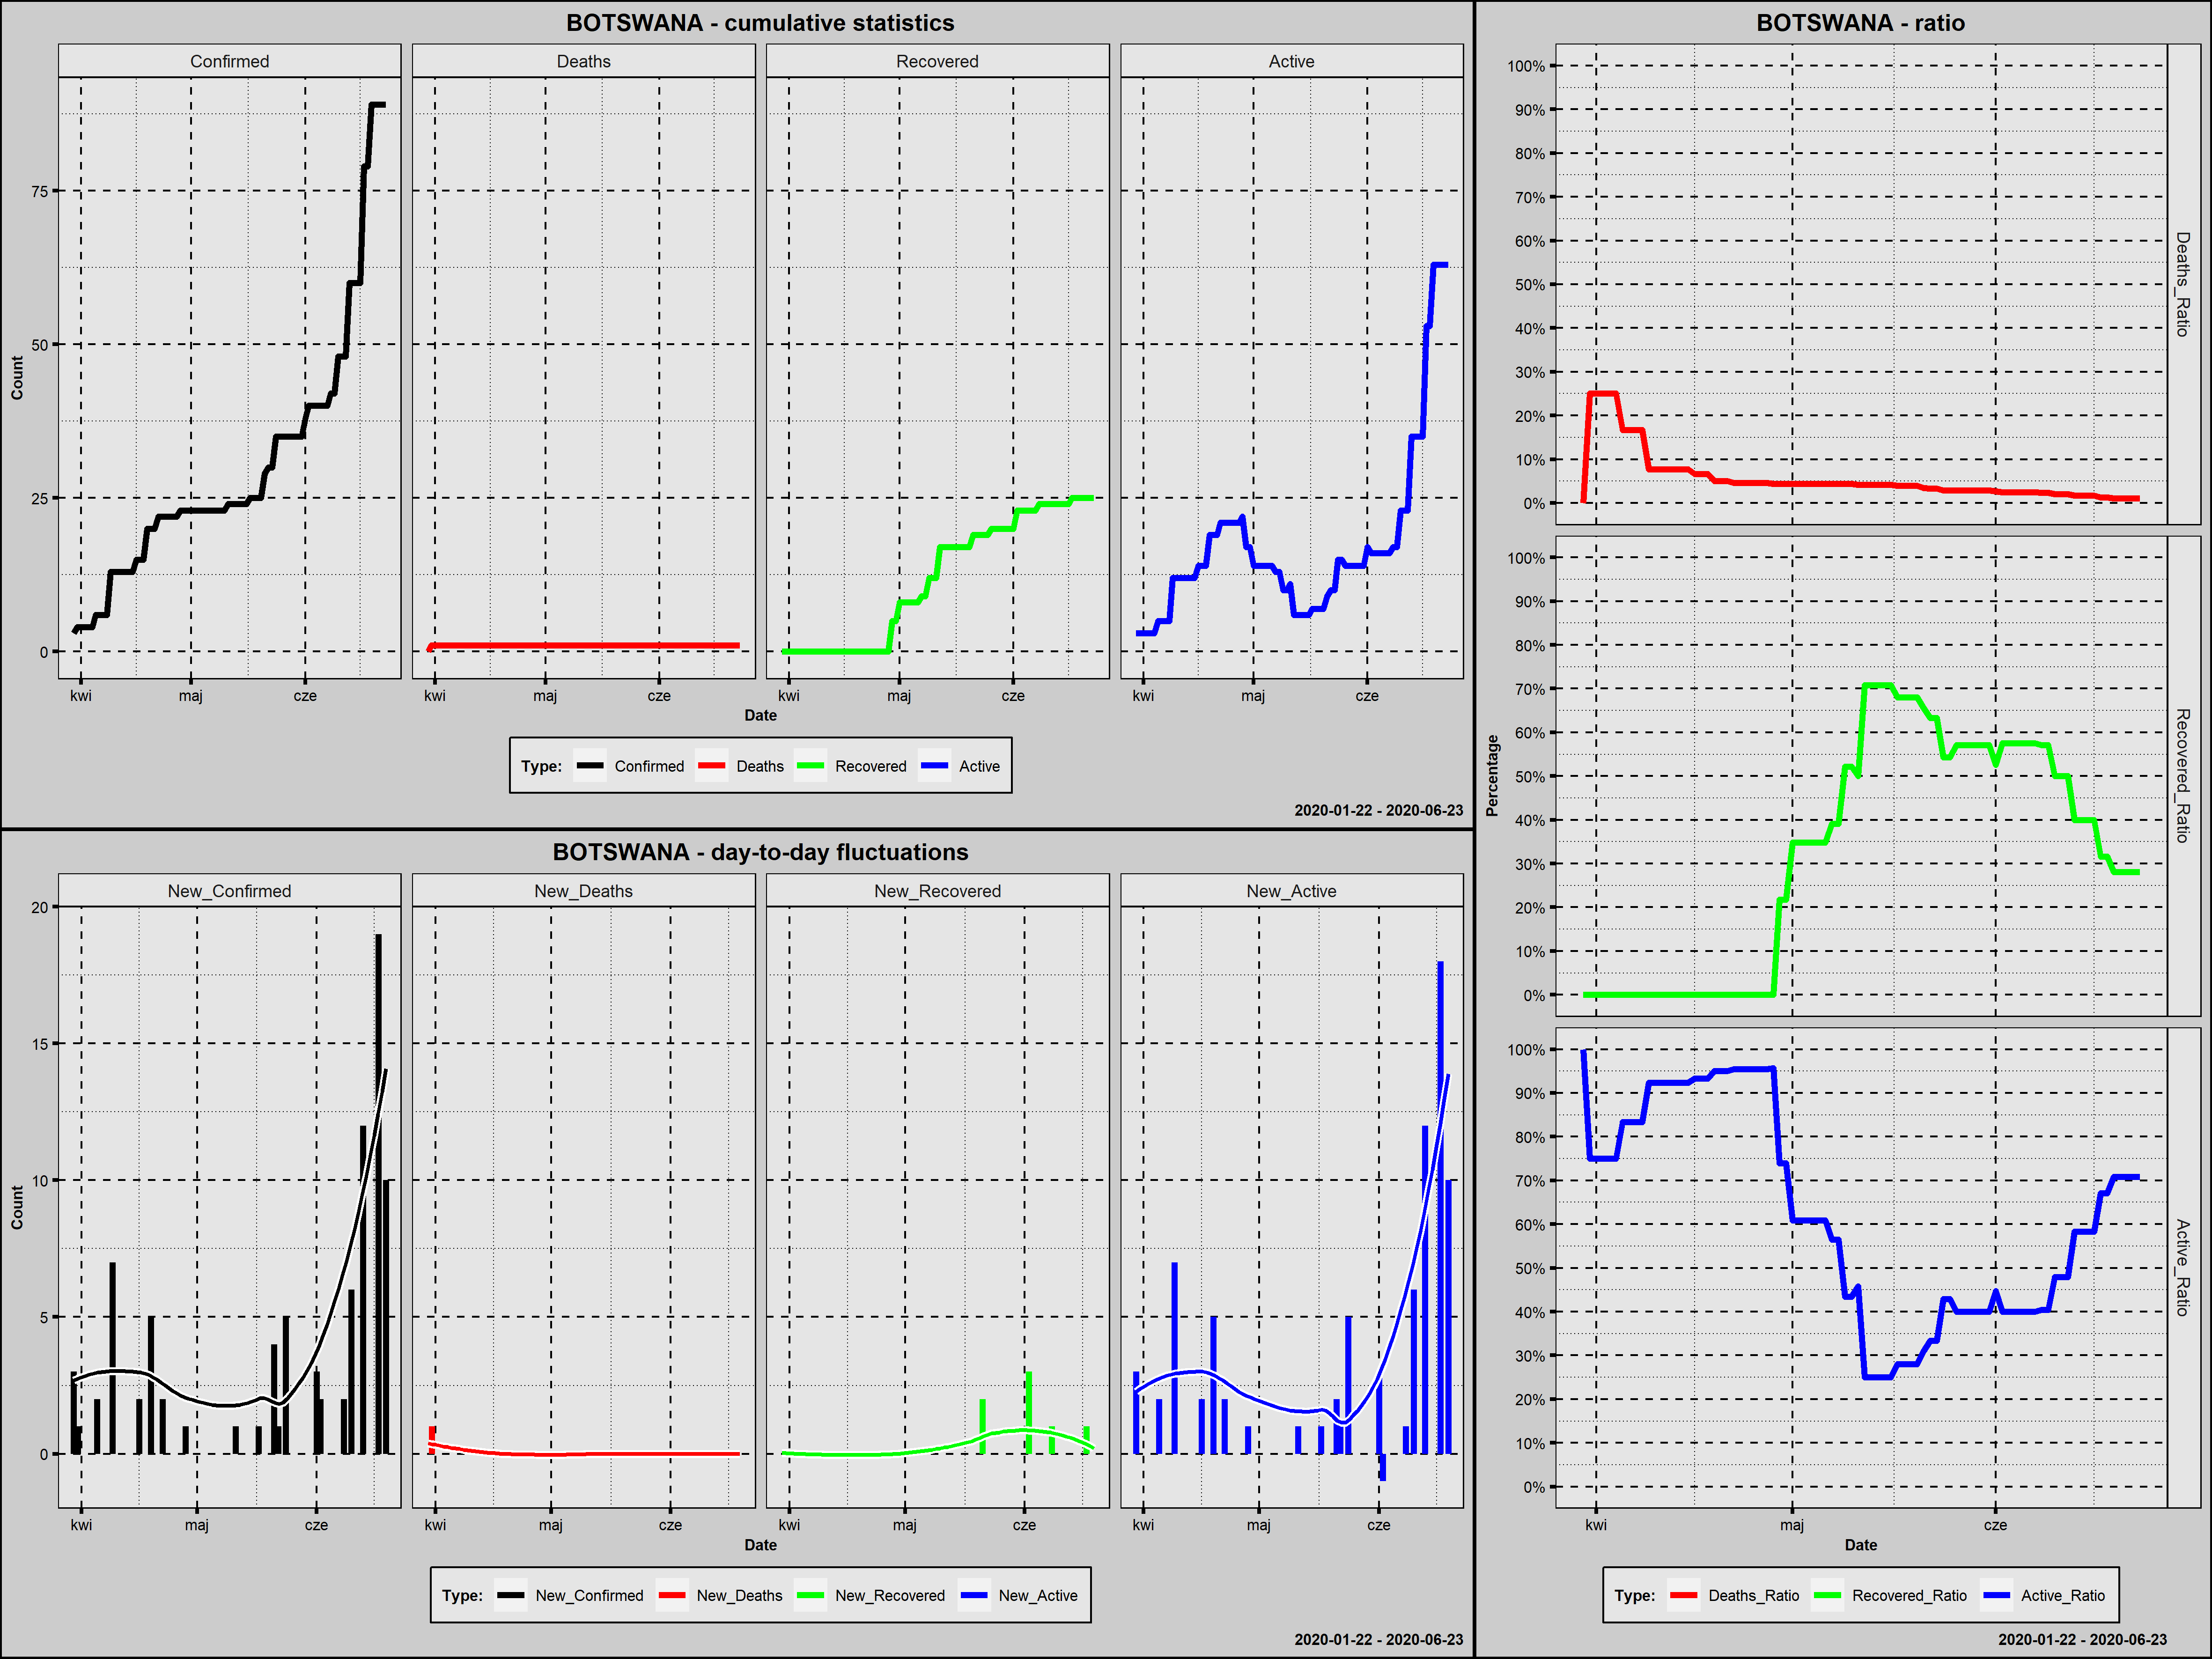 BOTSWANA - cumulative statistics
Confirmed Deaths Recovered Active
Count
75
50
25
0
kwi maj cze kwi maj cze kwi maj cze kwi maj cze
Date
Type: Confirmed Deaths Recovered Active
2020-01-22 - 2020-06-23
BOTSWANA - day-to-day fluctuations
New_Confirmed New_Deaths New_Recovered New_Active
Count
20
15
10
5
0
kwi maj cze kwi maj cze kwi maj cze kwi maj cze
Date
Type: New_Confirmed New_Deaths New_Recovered New_Active
2020-01-22 - 2020-06-23
BOTSWANA - ratio
Percentage
100%
90%
80%
70%
60%
50%
40%
30%
20%
10%
0%
Deaths_Ratio
100%
90%
80%
70%
60%
50%
40%
30%
20%
10%
0%
Recovered_Ratio
100%
90%
80%
70%
60%
50%
40%
30%
20%
10%
0%
Active_Ratio
kwi maj cze
Date
Type: Deaths_Ratio Recovered_Ratio Active_Ratio
2020-01-22 - 2020-06-23